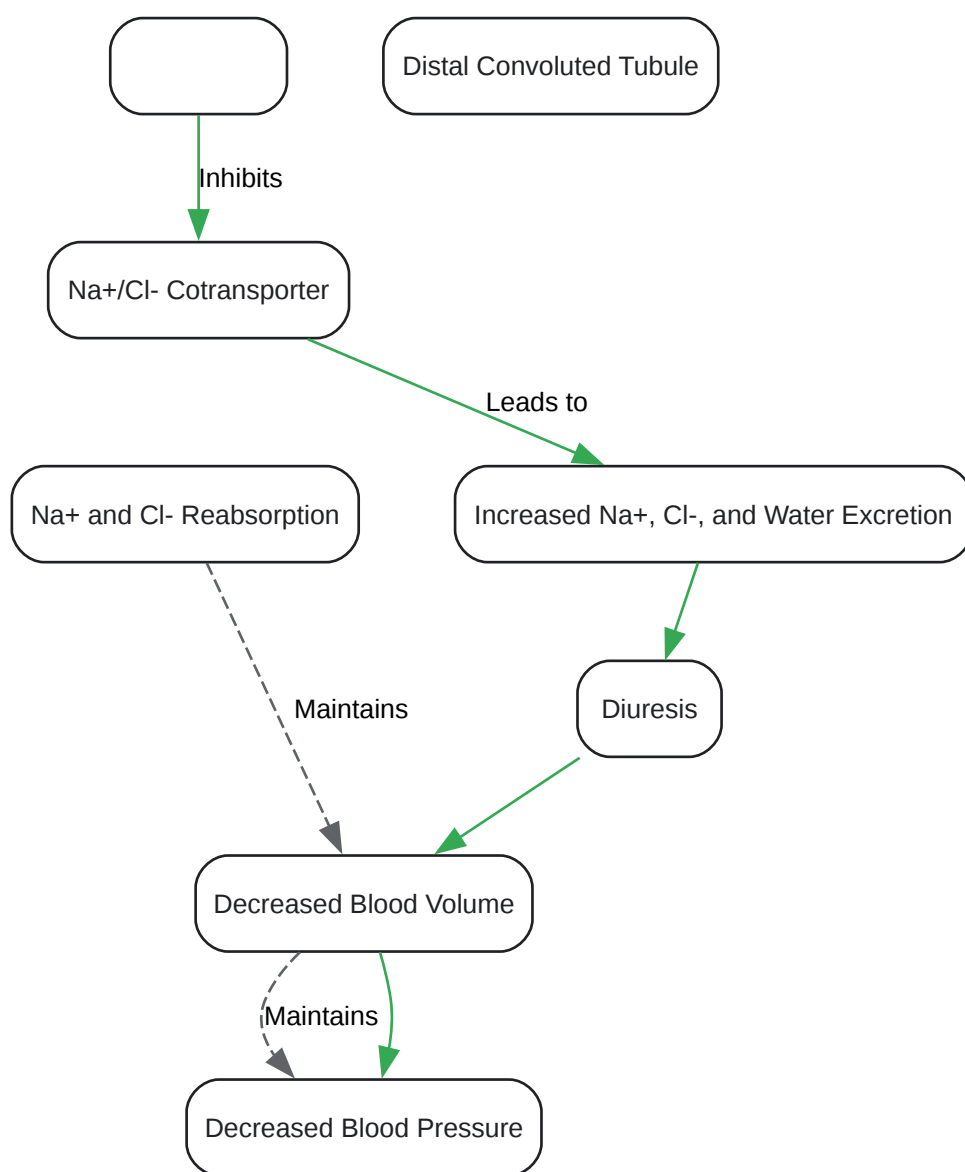 Distal Convoluted Tubule
Inhibits
Na+/Cl- Cotransporter
Leads to
Na+ and Cl- Reabsorption
Increased Na+, Cl-, and Water Excretion
Maintains
Diuresis
Decreased Blood Volume
Maintains
Decreased Blood Pressure